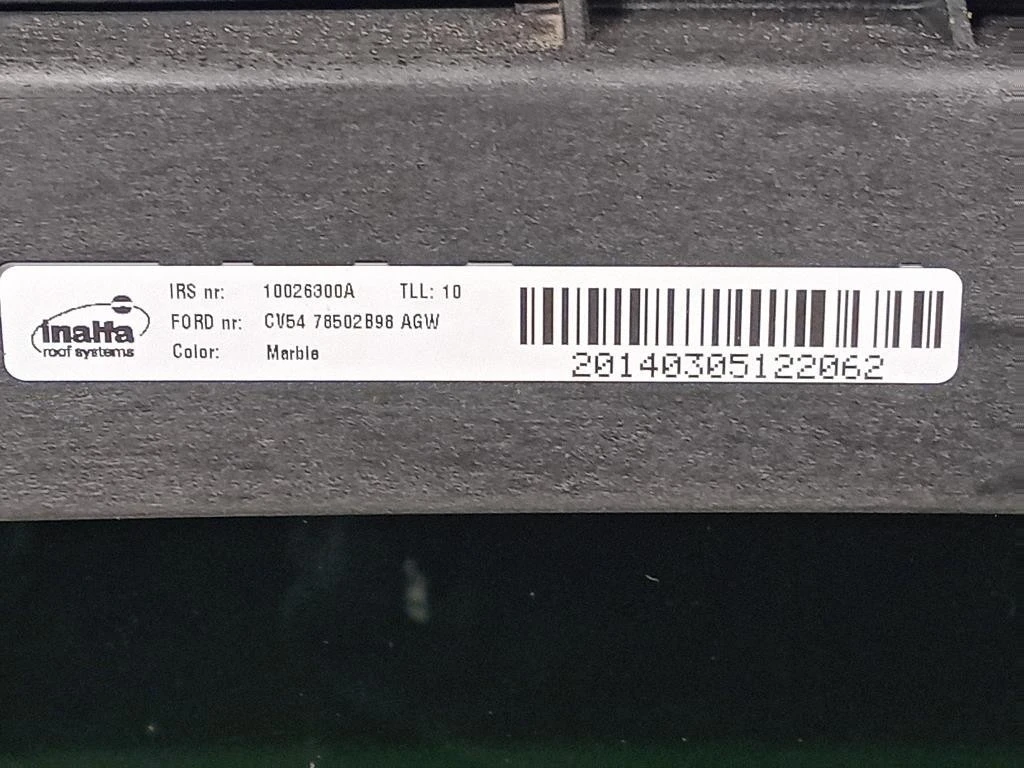 inalfa
roof systems
IRS nr: 10026300A TLL: 10
FORD nr: CV54 78502B98 AGW
Color: Marble
20140305122062